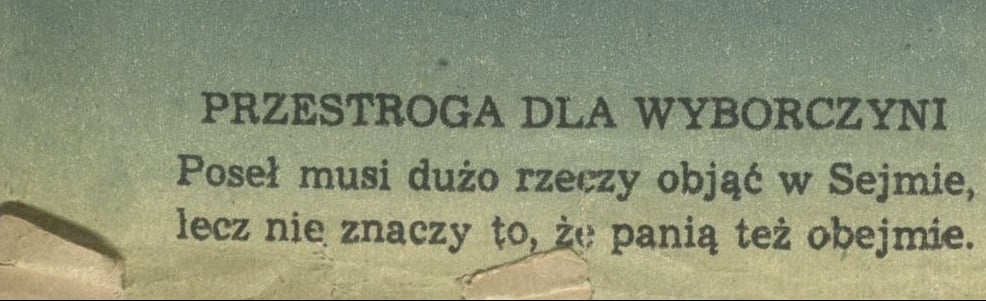 PRZESTROGA DLA WYBORCZYNI
Poseł musi dużo rzeczy objąć w Sejmie,
lecz nie znaczy to, że panią też obejmie.